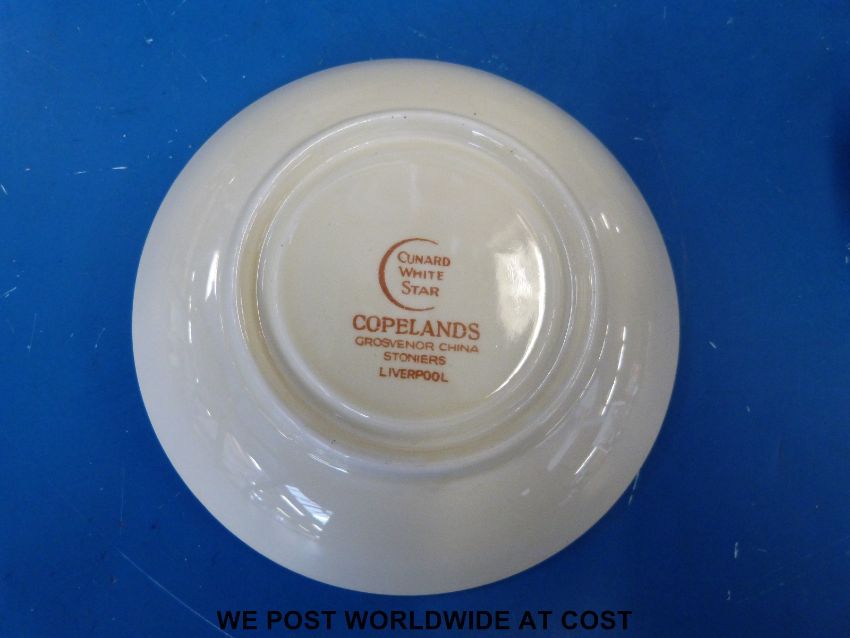 CUNARD
WHITE
STAR
COPELANDS
GROSVENOR CHINA
STONIERS
LIVERPOOL
WE POST WORLDWIDE AT COST